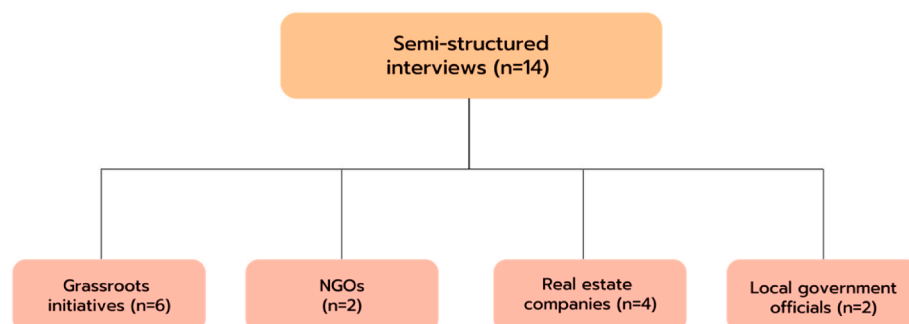 Semi-structured
interviews (n=14)
Grassroots
initiatives (n=6)
NGOs
(n=2)
Real estate
companies (n=4)
Local government
officials (n=2)